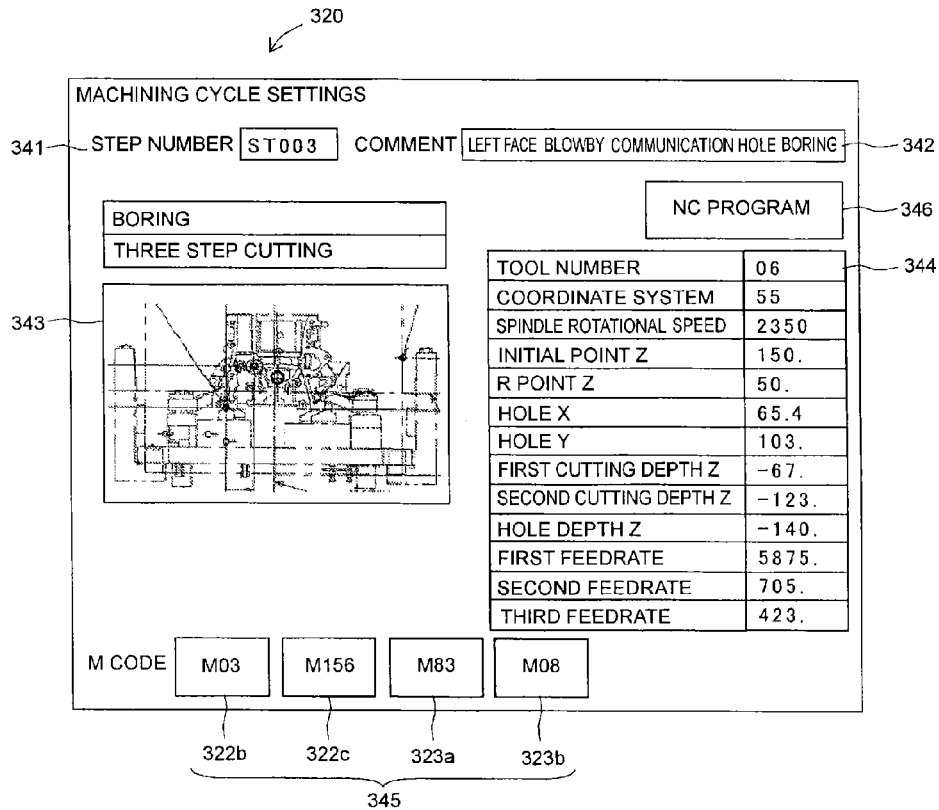 320
MACHINING CYCLE SETTINGS
341 STEP NUMBER ST003 COMMENT LEFT FACE BLOWBY COMMUNICATION HOLE BORING 342
NC PROGRAM 346
BORING
THREE STEP CUTTING
343
TOOL NUMBER 06 344
COORDINATE SYSTEM 55
SPINDLE ROTATIONAL SPEED 2350
INITIAL POINT Z 150.
R POINT Z 50.
HOLE X 65.4
HOLE Y 103.
FIRST CUTTING DEPTH Z -67.
SECOND CUTTING DEPTH Z -123.
HOLE DEPTH Z -140.
FIRST FEEDRATE 5875.
SECOND FEEDRATE 705.
THIRD FEEDRATE 423.
M CODE M03 M156 M83 M08
322b 322c 323a 323b
345